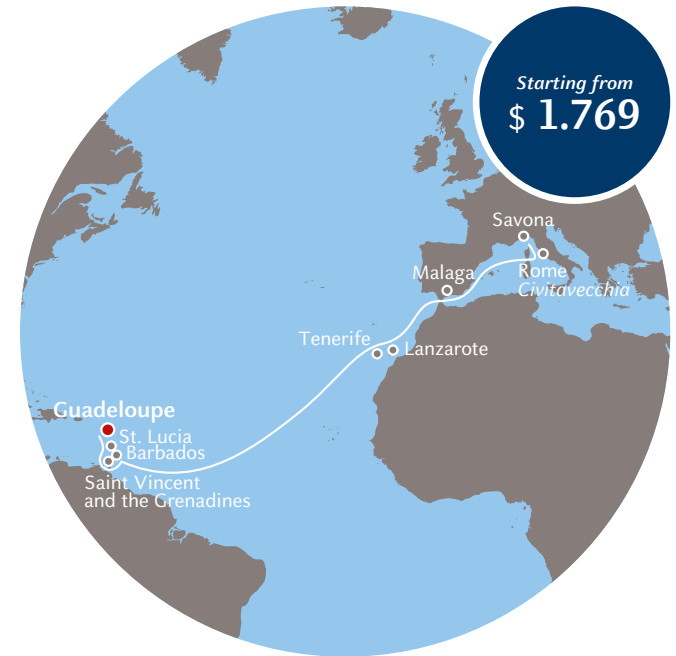 Starting from
$ 1.769
Savona
Rome
Civitavecchia
Malaga
Tenerife
Lanzarote
Guadeloupe
St. Lucia
Barbados
Saint Vincent
and the Grenadines